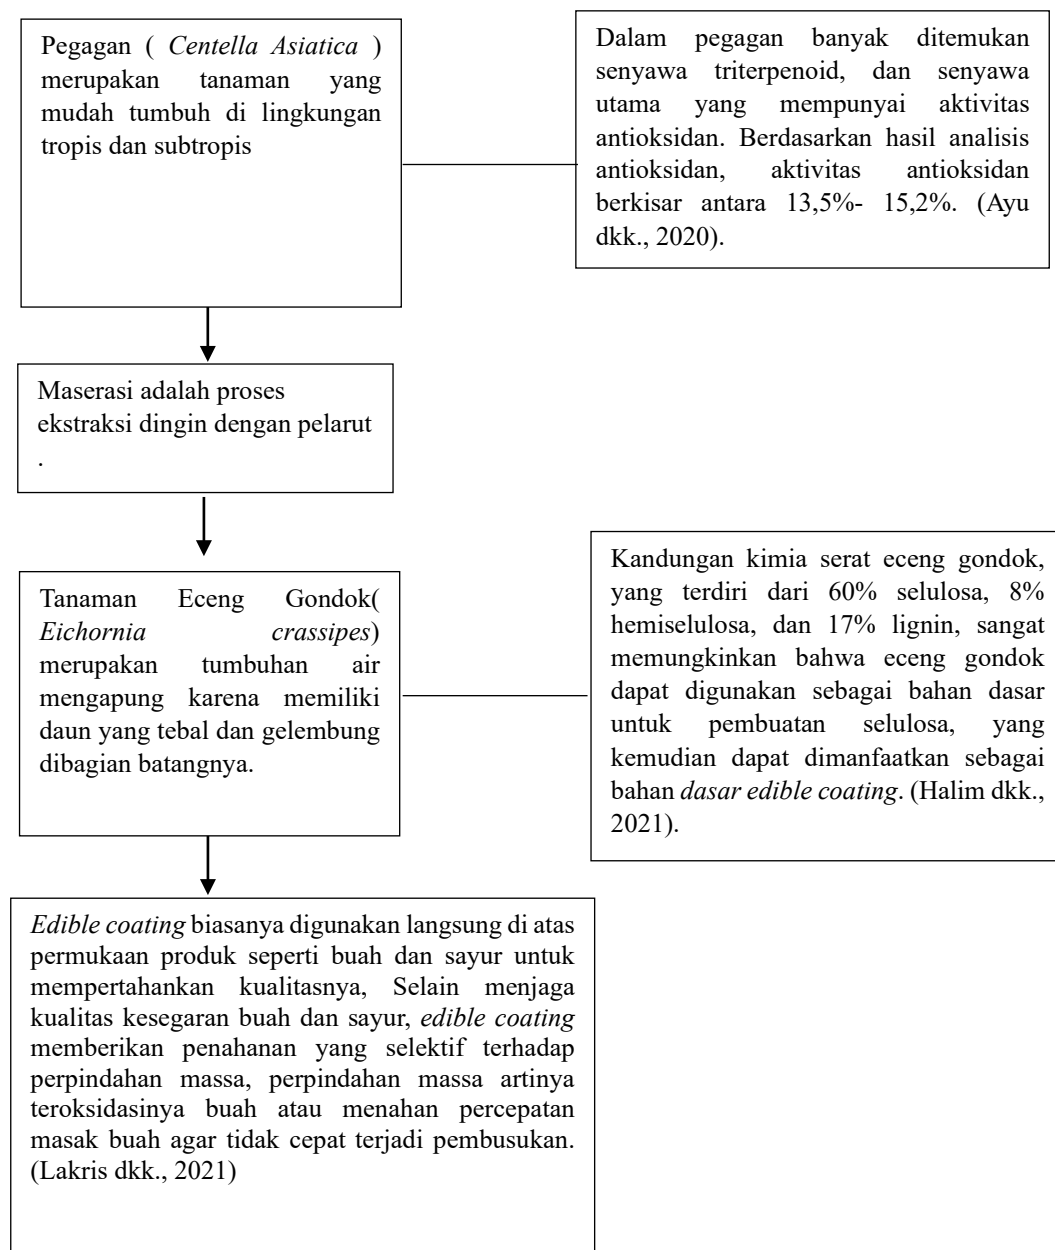 Pegagan ( Centella Asiatica )
merupakan tanaman yang
mudah tumbuh di lingkungan
tropis dan subtropis
Dalam pegagan banyak ditemukan
senyawa triterpenoid, dan senyawa
utama yang mempunyai aktivitas
antioksidan. Berdasarkan hasil analisis
antioksidan, aktivitas antioksidan
berkisar antara 13,5%- 15,2%. (Ayu
dkk., 2020).
Maserasi adalah proses
ekstraksi dingin dengan pelarut
.
Tanaman Eceng Gondok(
Eichornia crassipes)
merupakan tumbuhan air
mengapung karena memiliki
daun yang tebal dan gelembung
dibagian batangnya.
Kandungan kimia serat eceng gondok,
yang terdiri dari 60% selulosa, 8%
hemiselulosa, dan 17% lignin, sangat
memungkinkan bahwa eceng gondok
dapat digunakan sebagai bahan dasar
untuk pembuatan selulosa, yang
kemudian dapat dimanfaatkan sebagai
bahan dasar edible coating. (Halim dkk.,
2021).
Edible coating biasanya digunakan langsung di atas
permukaan produk seperti buah dan sayur untuk
mempertahankan kualitasnya, Selain menjaga
kualitas kesegaran buah dan sayur, edible coating
memberikan penahanan yang selektif terhadap
perpindahan massa, perpindahan massa artinya
teroksidasinya buah atau menahan percepatan
masak buah agar tidak cepat terjadi pembusukan.
(Lakris dkk., 2021)